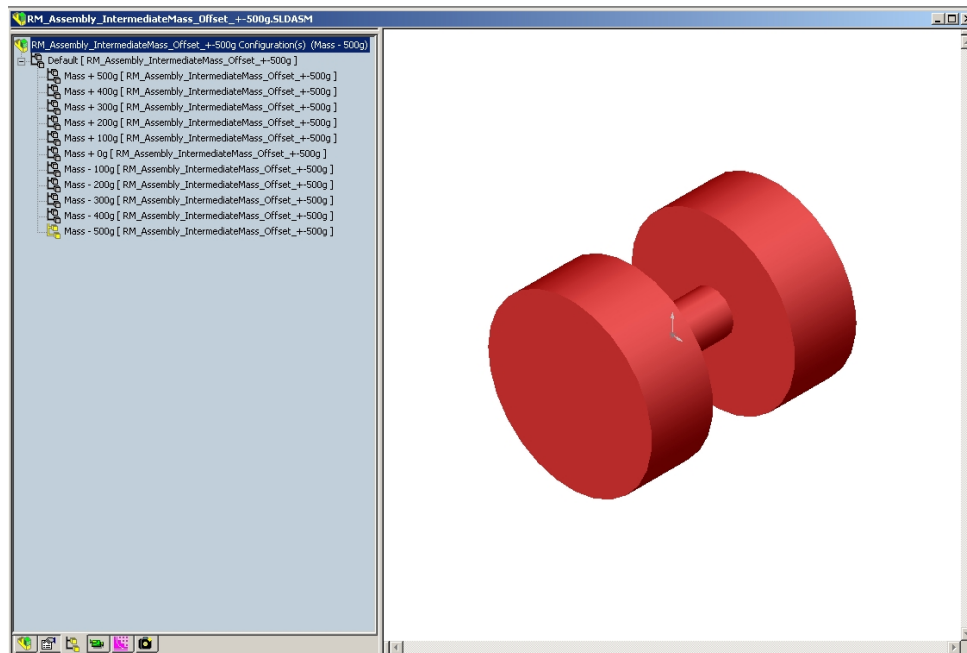 RM_Assembly_IntermediateMass_Offset_+-500g.SLDASM
RM_Assembly_IntermediateMass_Offset_+-500g Configuration(s) (Mass - 500g)
Default [ RM_Assembly_IntermediateMass_Offset_+-500g ]
Mass + 500g [ RM_Assembly_IntermediateMass_Offset_+-500g ]
Mass + 400g [ RM_Assembly_IntermediateMass_Offset_+-500g ]
Mass + 300g [ RM_Assembly_IntermediateMass_Offset_+-500g ]
Mass + 200g [ RM_Assembly_IntermediateMass_Offset_+-500g ]
Mass + 100g [ RM_Assembly_IntermediateMass_Offset_+-500g ]
Mass + 0g [ RM_Assembly_IntermediateMass_Offset_+-500g ]
Mass - 100g [ RM_Assembly_IntermediateMass_Offset_+-500g ]
Mass - 200g [ RM_Assembly_IntermediateMass_Offset_+-500g ]
Mass - 300g [ RM_Assembly_IntermediateMass_Offset_+-500g ]
Mass - 400g [ RM_Assembly_IntermediateMass_Offset_+-500g ]
Mass - 500g [ RM_Assembly_IntermediateMass_Offset_+-500g ]